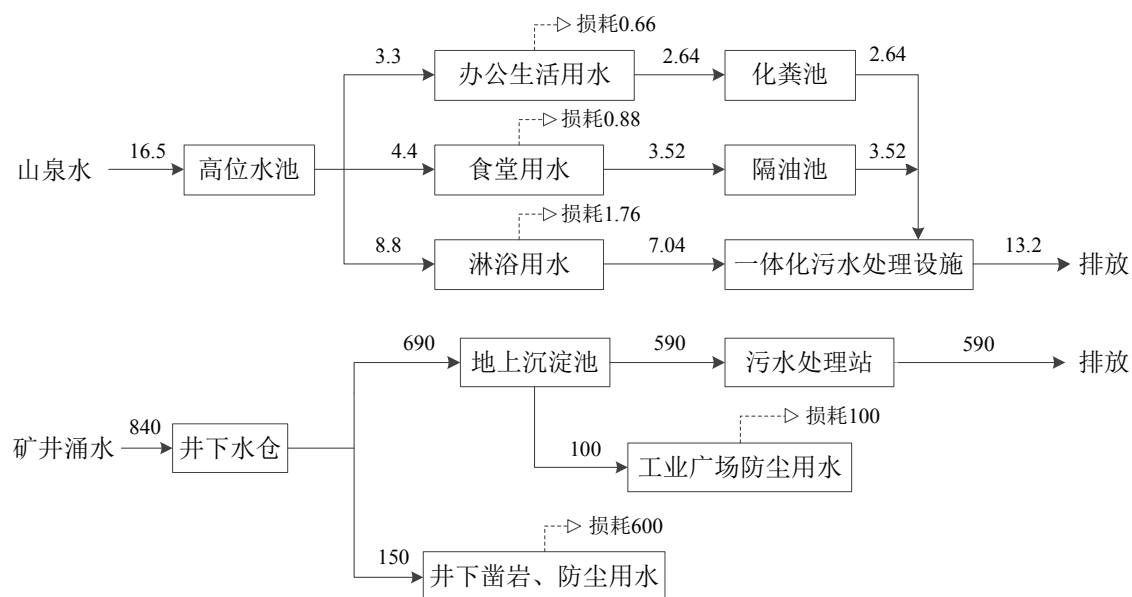 损耗0.66
3.3
办公生活用水
2.64
化粪池
2.64
损耗0.88
山泉水
16.5
高位水池
4.4
食堂用水
3.52
隔油池
3.52
损耗1.76
8.8
淋浴用水
7.04
一体化污水处理设施
13.2
排放
690
地上沉淀池
590
污水处理站
590
排放
损耗100
矿井涌水
840
井下水仓
100
工业广场防尘用水
损耗600
150
井下凿岩、防尘用水